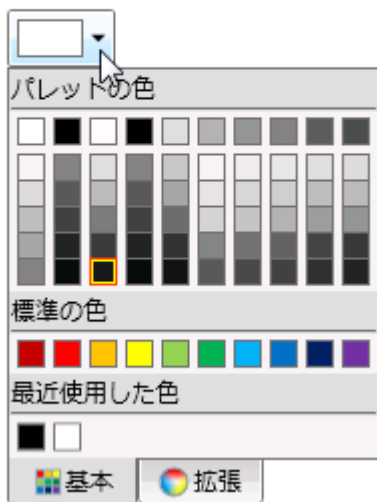 パレットの色
標準の色
最近使用した色
基本
拡張